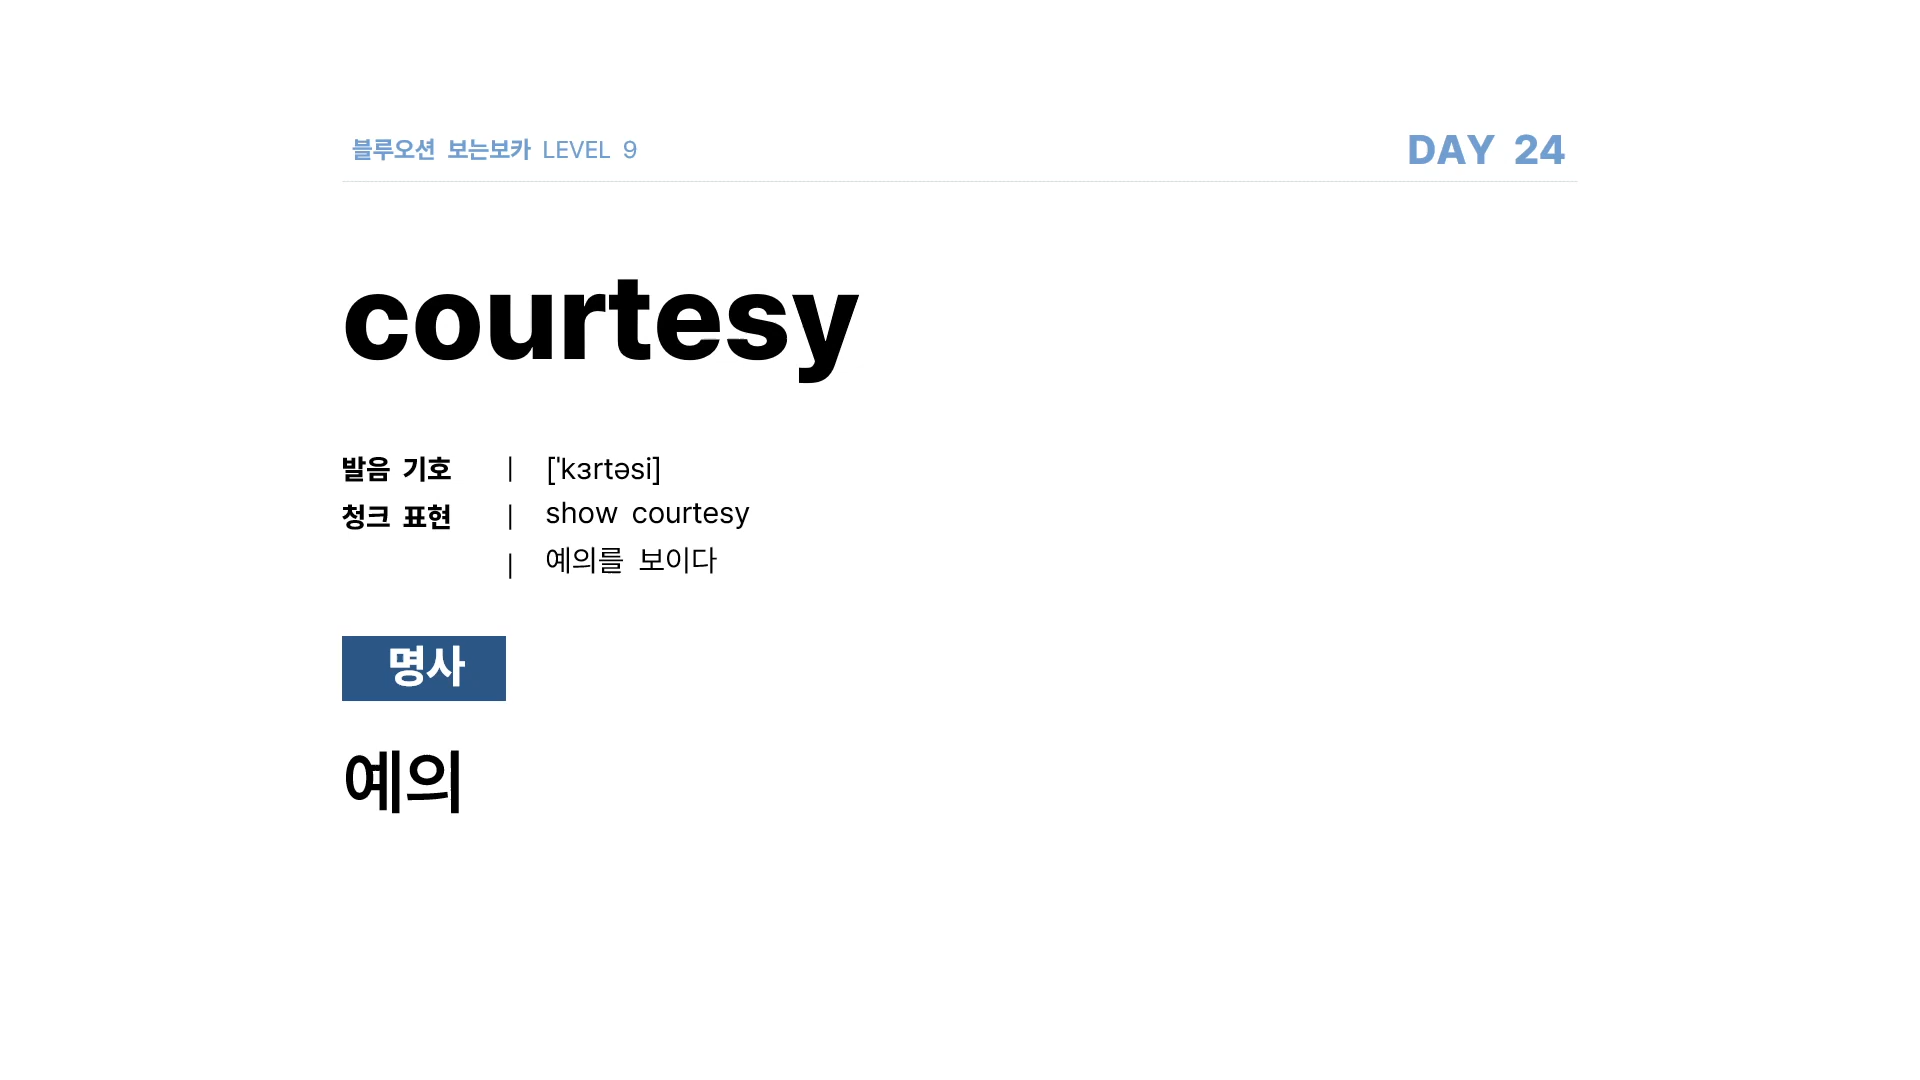 블루오션 보는보카 LEVEL 9
DAY 24
courtesy
발음 기호 | [ˈkɜrtəsi]
청크 표현 | show courtesy
| 예의를 보이다
명사
예의